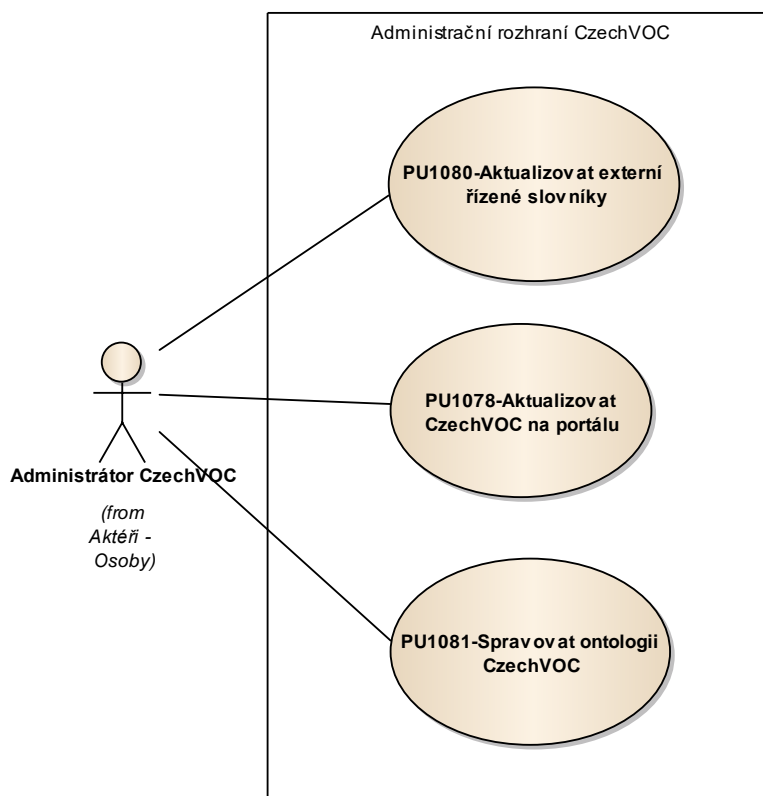 Administrační rozhraní CzechVOC
PU1080-Aktualizovat externí
řízené slovníky
PU1078-Aktualizovat
CzechVOC na portálu
Administrátor CzechVOC
(from
Aktéři -
Osoby)
PU1081-Spravovat ontologii
CzechVOC